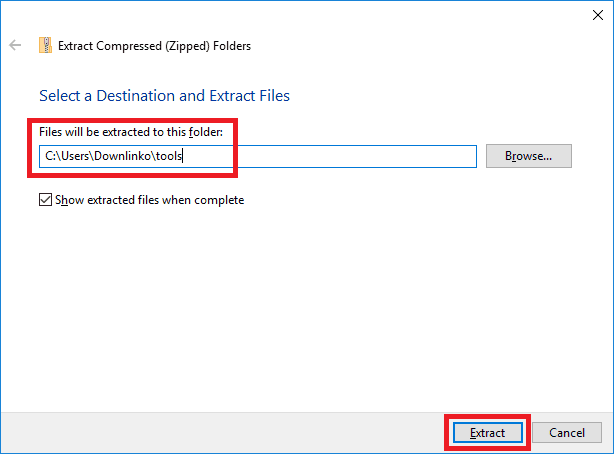 Extract Compressed (Zipped) Folders
Select a Destination and Extract Files
Files will be extracted to this folder:
C:\Users\Downlinko\tools
Browse...
Show extracted files when complete
Extract
Cancel